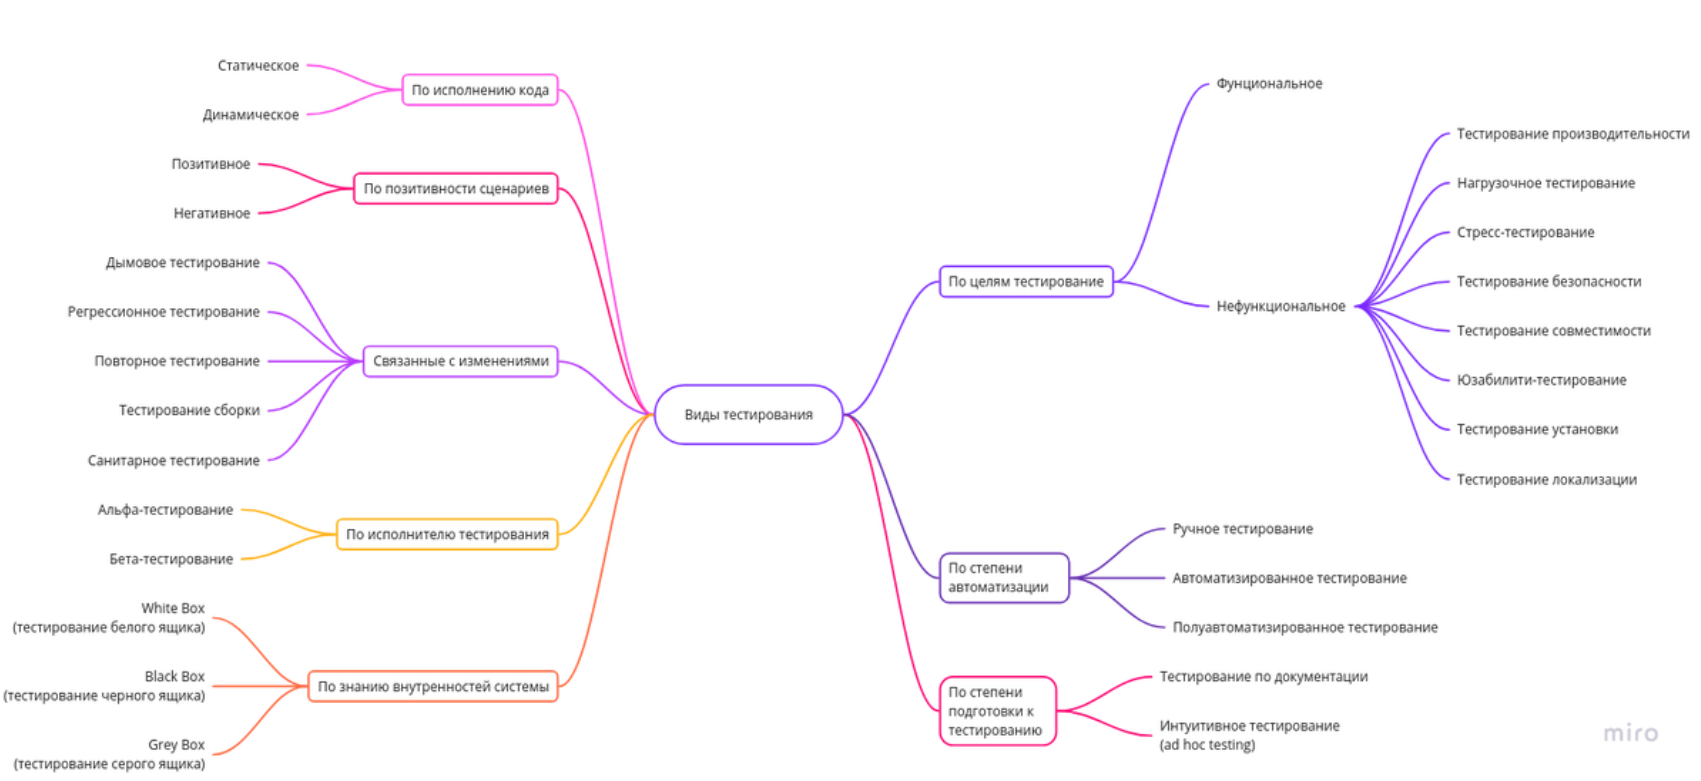 Виды тестирования
По исполнению кода
Статическое
Динамическое
По позитивности сценариев
Позитивное
Негативное
Связанные с изменениями
Дымовое тестирование
Регрессионное тестирование
Повторное тестирование
Тестирование сборки
Санитарное тестирование
По исполнителю тестирования
Альфа-тестирование
Бета-тестирование
По знанию внутренностей системы
White Box
(тестирование белого ящика)
Black Box
(тестирование черного ящика)
Grey Box
(тестирование серого ящика)
По целям тестирование
Фунциональное
Нефункциональное
Тестирование производительности
Нагрузочное тестирование
Стресс-тестирование
Тестирование безопасности
Тестирование совместимости
Юзабилити-тестирование
Тестирование установки
Тестирование локализации
По степени
автоматизации
Ручное тестирование
Автоматизированное тестирование
Полуавтоматизированное тестирование
По степени
подготовки к
тестированию
Тестирование по документации
Интуитивное тестирование
(ad hoc testing)
miro